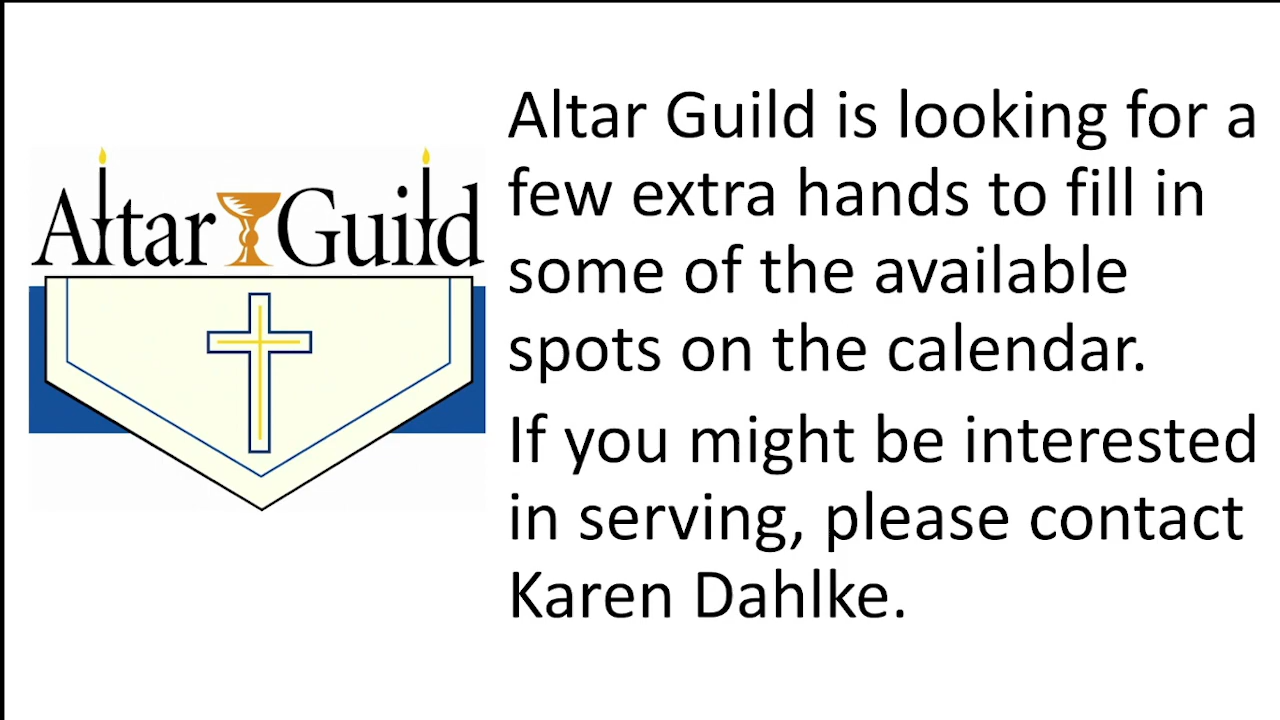 Altar Guild
Altar Guild is looking for a
few extra hands to fill in
some of the available
spots on the calendar.
If you might be interested
in serving, please contact
Karen Dahlke.